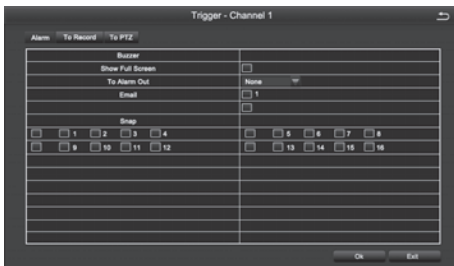 Trigger - Channel 1
Alarm To Record To PTZ
Buzzer
Show Full Screen
To Alarm Out None
Email 1
Snap
1 2 3 4 5 6 7 8
9 10 11 12 13 14 15 16
Ok Exit